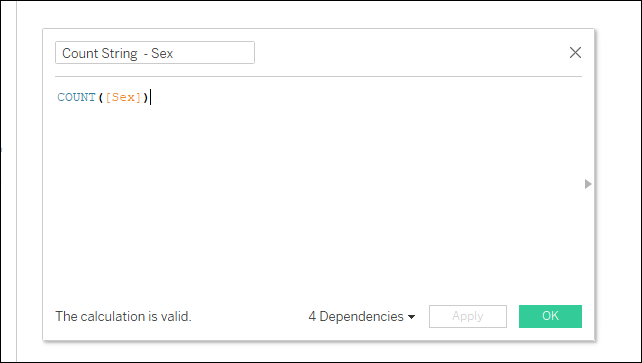 Count String - Sex
COUNT([Sex])
The calculation is valid.
4 Dependencies
Apply
OK